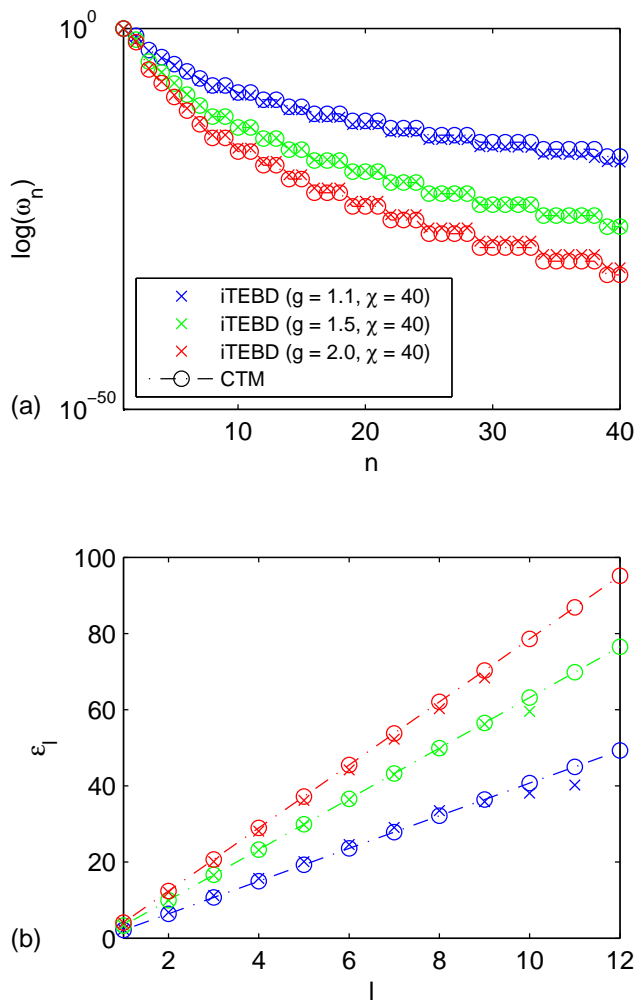 10^0
log(ω_n)
iTEBD (g = 1.1, χ = 40)
iTEBD (g = 1.5, χ = 40)
iTEBD (g = 2.0, χ = 40)
CTM
(a)
10^−50
10 20 30 40
n
100
80
60
ε_l
40
20
0
(b)
2 4 6 8 10 12
l